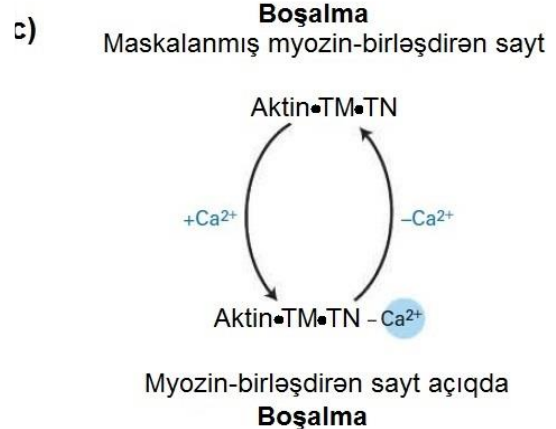 c)
Boşalma
Maskalanmış myozin-birləşdirən sayt
Aktin•TM•TN
+Ca²⁺
–Ca²⁺
Aktin•TM•TN – Ca²⁺
Myozin-birləşdirən sayt açıqda
Boşalma